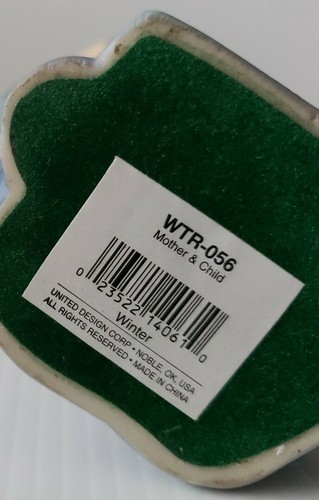 WTR-056
Mother & Child
0 23522 14061 0
Winter
UNITED DESIGN CORP • NOBLE, OK, USA
ALL RIGHTS RESERVED • MADE IN CHINA